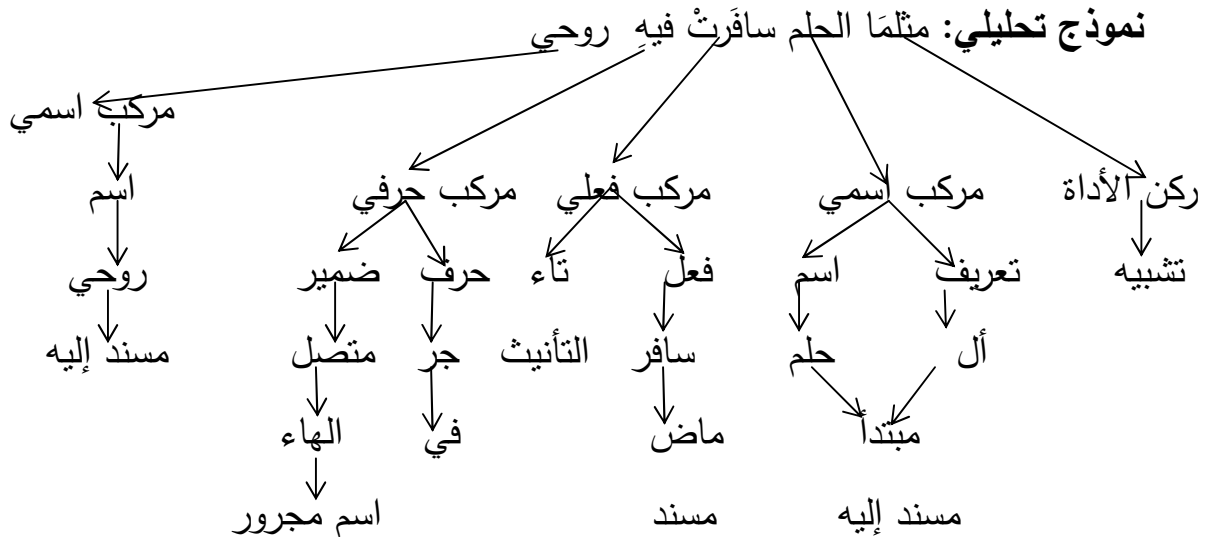 نموذج تحليلي: مثلمَا الحلم سافَرتْ فيهِ روحي
مركب اسمي
ركن الأداة مركب اسمي مركب فعلي مركب حرفي اسم
تشبيه تعريف اسم فعل تاء حرف ضمير روحي
أل حلم سافر التأنيث جر متصل مسند إليه
مبتدأ ماض في الهاء
مسند إليه مسند اسم مجرور